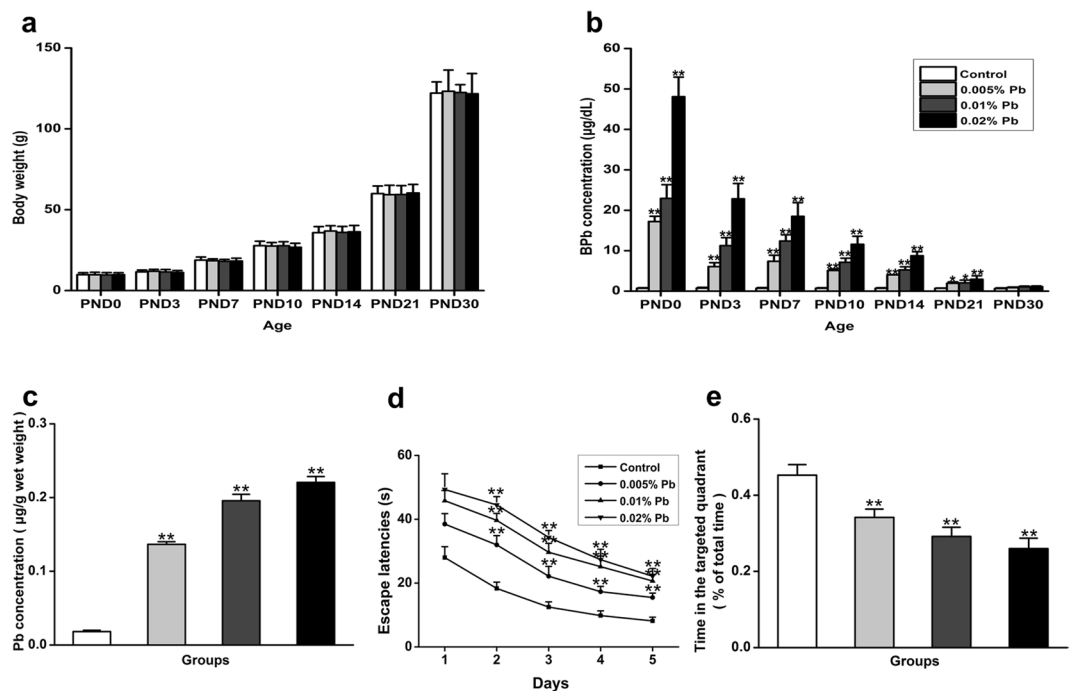 a
Body weight (g)
150
100
50
0
PND0 PND3 PND7 PND10 PND14 PND21 PND30
Age
b
BPb concentration (µg/dL)
60
50
40
30
20
10
0
Control
0.005% Pb
0.01% Pb
0.02% Pb
** ** **
** ** **
** ** **
** ** **
** ** **
* * **
PND0 PND3 PND7 PND10 PND14 PND21 PND30
Age
c
Pb concentration ( µg/g wet weight )
0.3
0.2
0.1
0.0
** ** **
Groups
d
Escape latencies (s)
60
40
20
0
Control
0.005% Pb
0.01% Pb
0.02% Pb
** ** ** **
** ** ** **
** ** ** **
1 2 3 4 5
Days
e
Time in the targeted quadrant
( % of total time )
0.6
0.4
0.2
0.0
** ** **
Groups